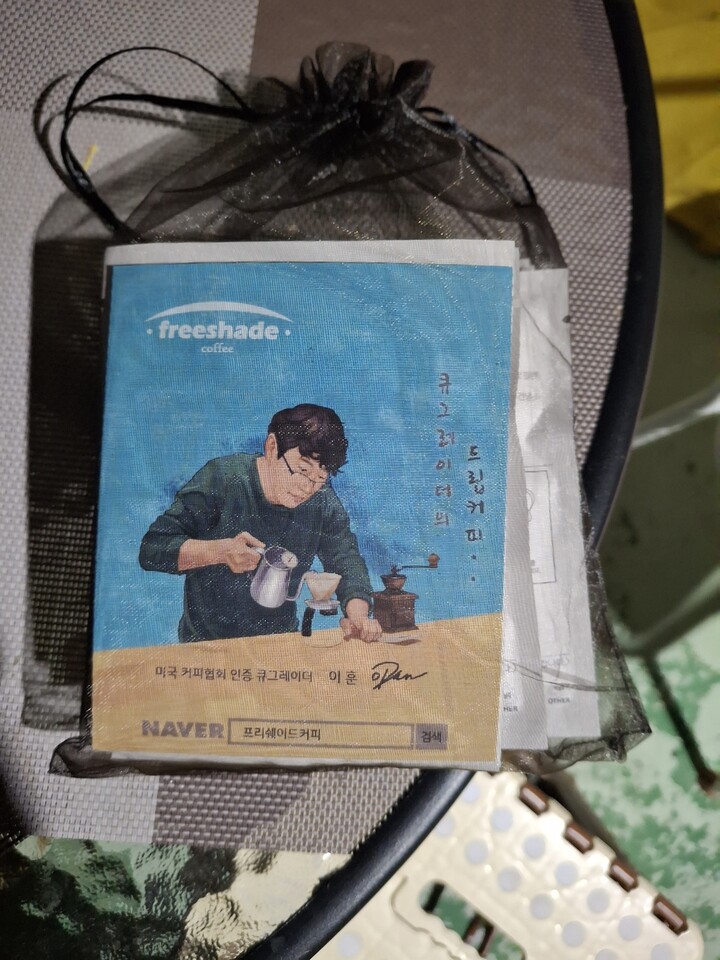 freeshade
coffee
큐그레이더의
드립커피..
미국 커피협회 인증 큐그레이더 이훈
NAVER 프리쉐이드커피 검색